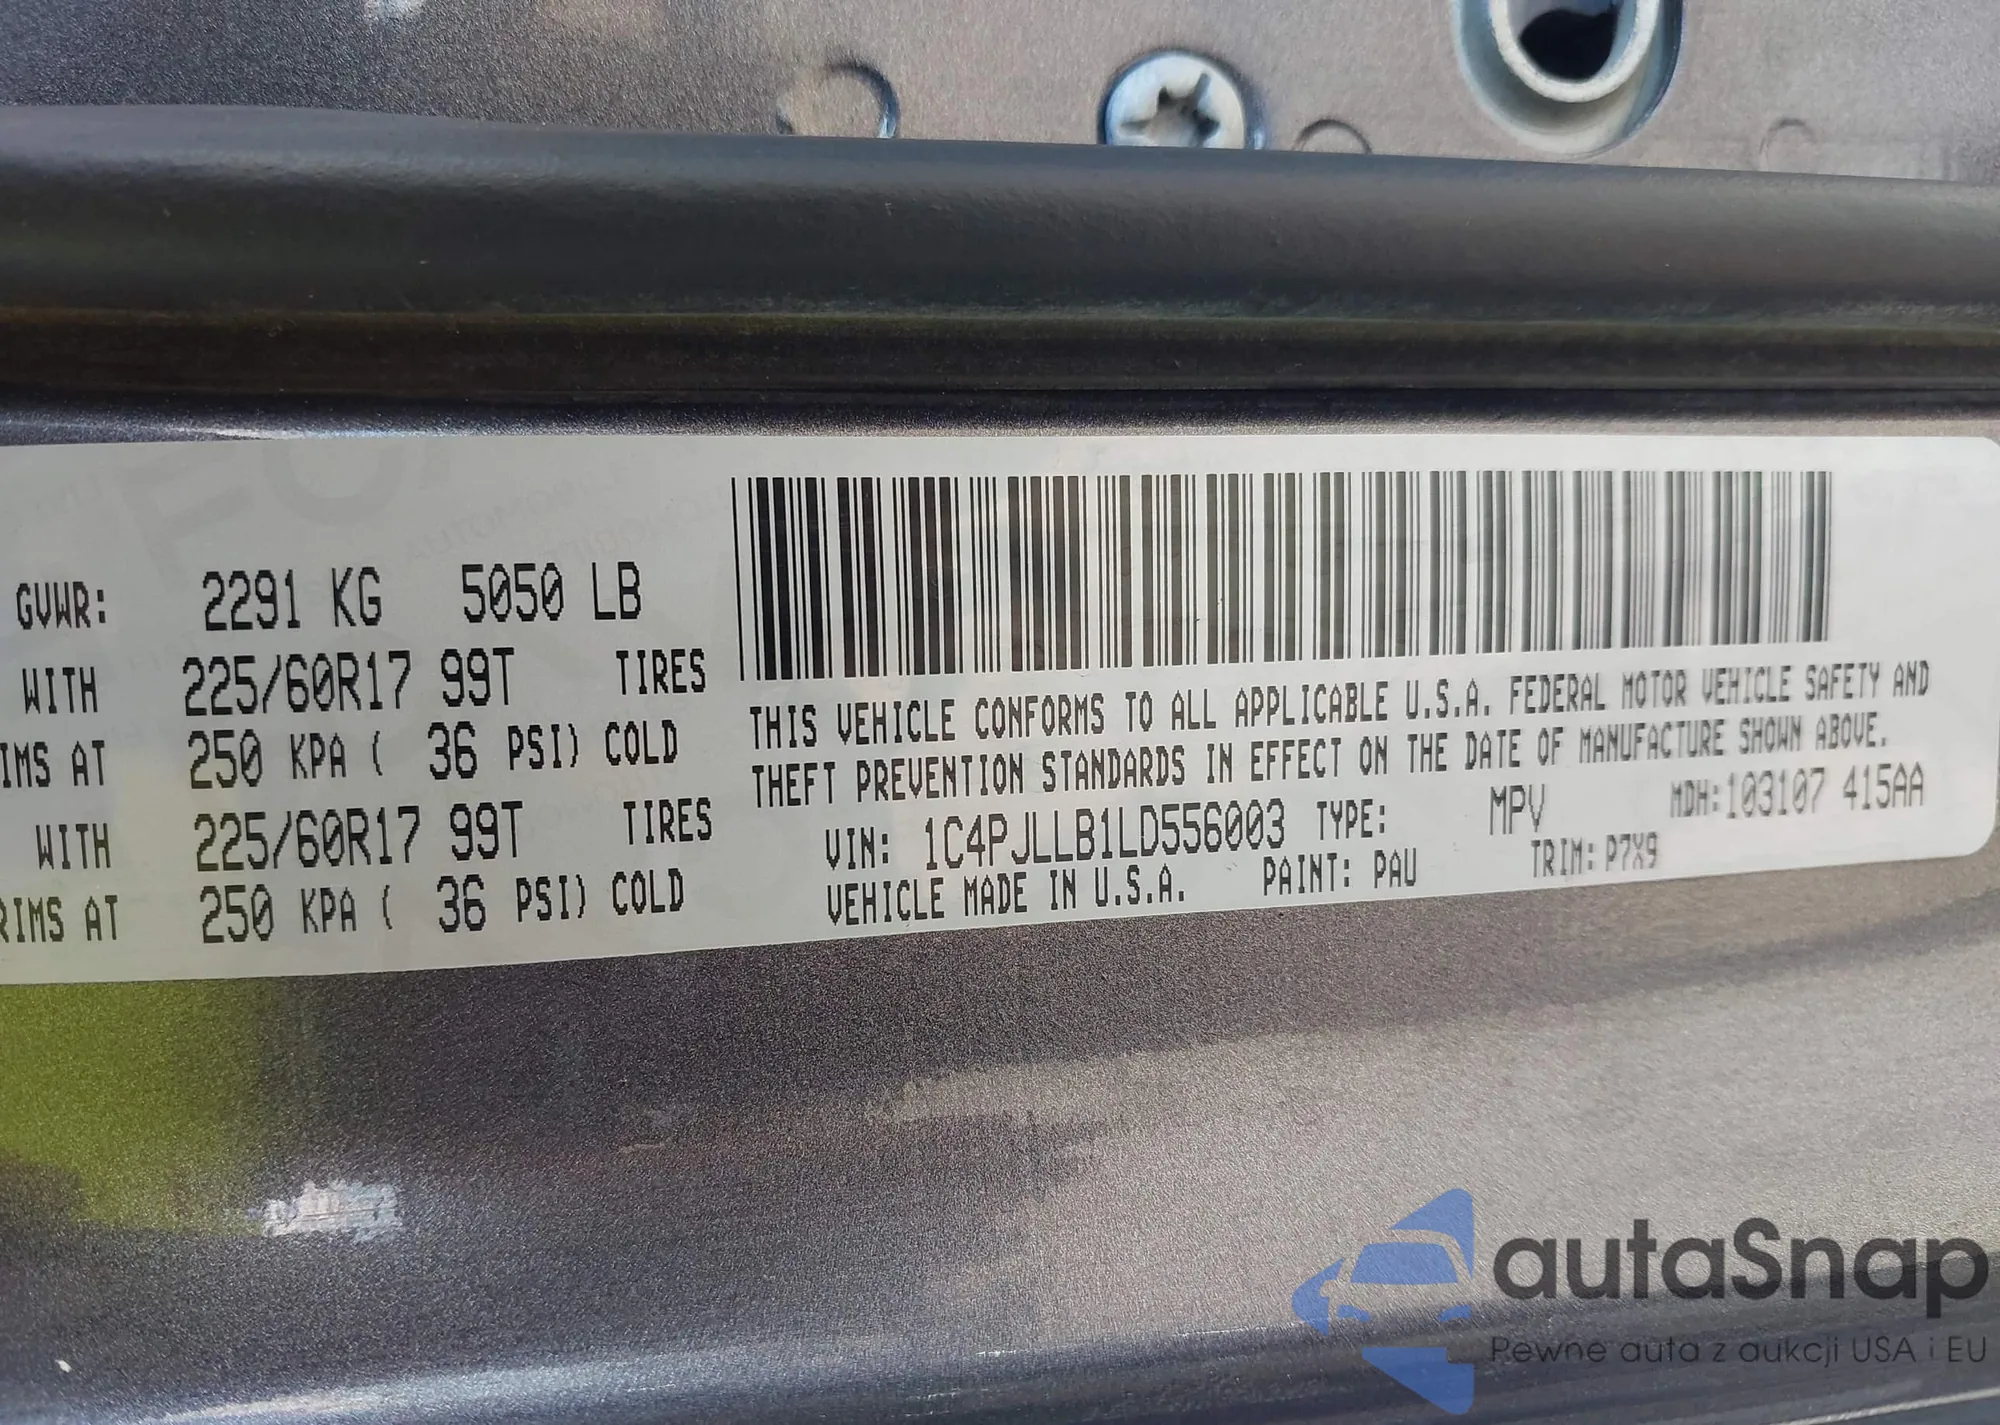 GVWR: 2291 KG 5050 LB
WITH 225/60R17 99T TIRES
IMS AT 250 KPA ( 36 PSI) COLD
WITH 225/60R17 99T TIRES
RIMS AT 250 KPA ( 36 PSI) COLD
THIS VEHICLE CONFORMS TO ALL APPLICABLE U.S.A. FEDERAL MOTOR VEHICLE SAFETY AND
THEFT PREVENTION STANDARDS IN EFFECT ON THE DATE OF MANUFACTURE SHOWN ABOVE.
VIN: 1C4PJLLB1LD556003 TYPE: MPV MDH:103107 415AA
VEHICLE MADE IN U.S.A. PAINT: PAU TRIM: P7X9
autaSnap
Pewne auta z aukcji USA i EU